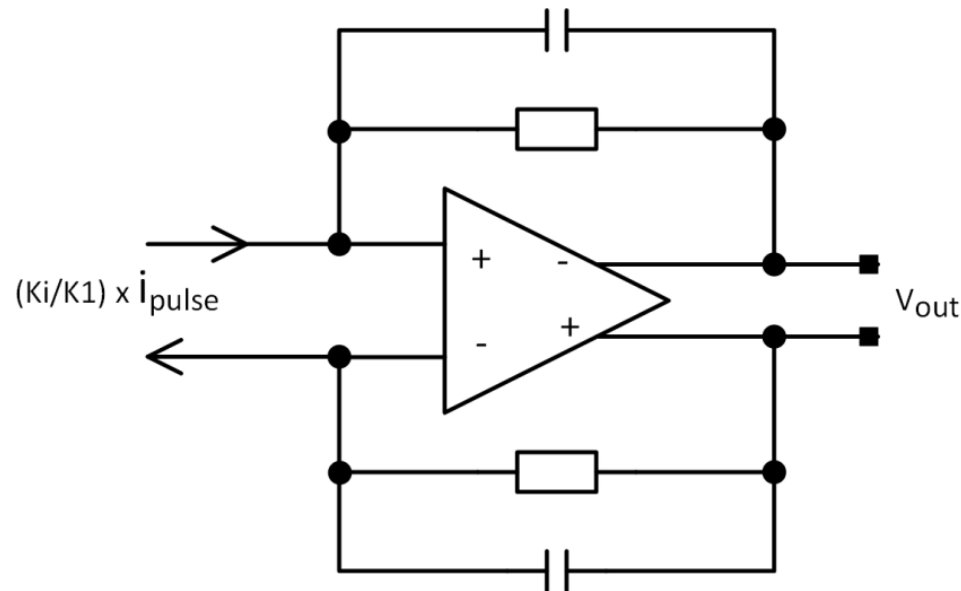 + -
(Ki/K1) x ipulse
Vout
- +